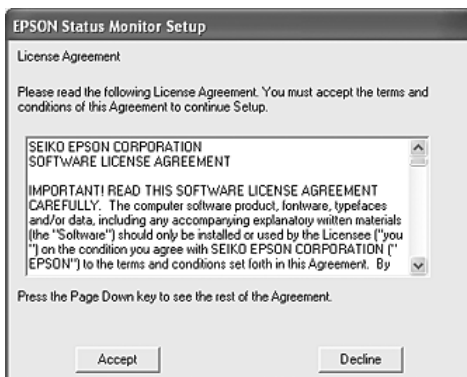 EPSON Status Monitor Setup
License Agreement
Please read the following License Agreement. You must accept the terms and
conditions of this Agreement to continue Setup.
SEIKO EPSON CORPORATION
SOFTWARE LICENSE AGREEMENT
IMPORTANT! READ THIS SOFTWARE LICENSE AGREEMENT
CAREFULLY. The computer software product, fontware, typefaces
and/or data, including any accompanying explanatory written materials
(the "Software") should only be installed or used by the Licensee ("you
") on the condition you agree with SEIKO EPSON CORPORATION ("
EPSON") to the terms and conditions set forth in this Agreement. By
Press the Page Down key to see the rest of the Agreement.
Accept
Decline